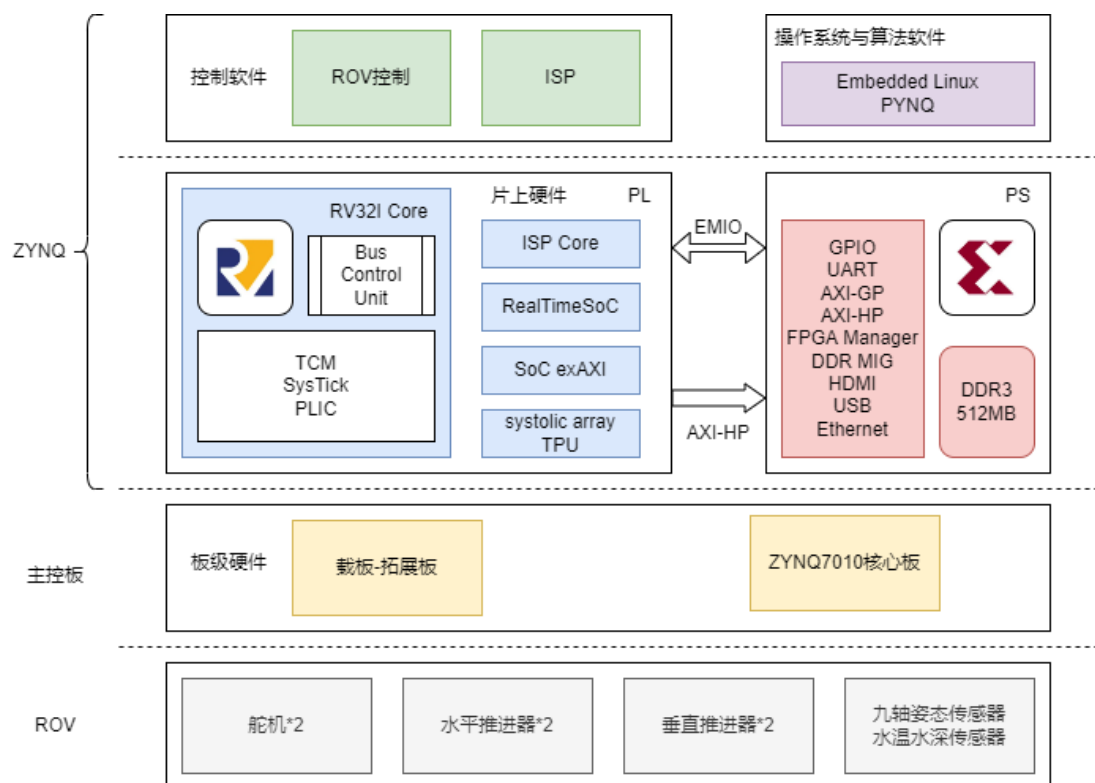 控制软件
ROV控制
ISP
操作系统与算法软件
Embedded Linux
PYNQ
ZYNQ
RV32I Core
Bus
Control
Unit
TCM
SysTick
PLIC
片上硬件
PL
ISP Core
RealTimeSoC
SoC exAXI
systolic array
TPU
EMIO
AXI-HP
PS
GPIO
UART
AXI-GP
AXI-HP
FPGA Manager
DDR MIG
HDMI
USB
Ethernet
DDR3
512MB
主控板
板级硬件
载板-拓展板
ZYNQ7010核心板
ROV
舵机*2
水平推进器*2
垂直推进器*2
九轴姿态传感器
水温水深传感器